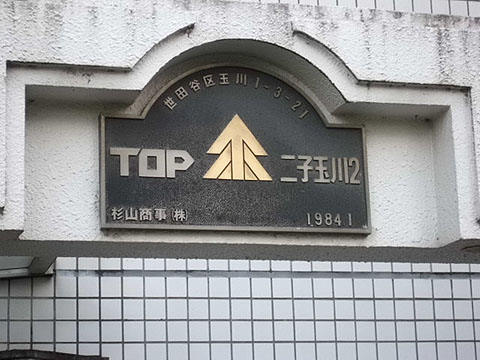 世田谷区玉川1-3-21
TOP 二子玉川2
杉山商事(株) 1984.1